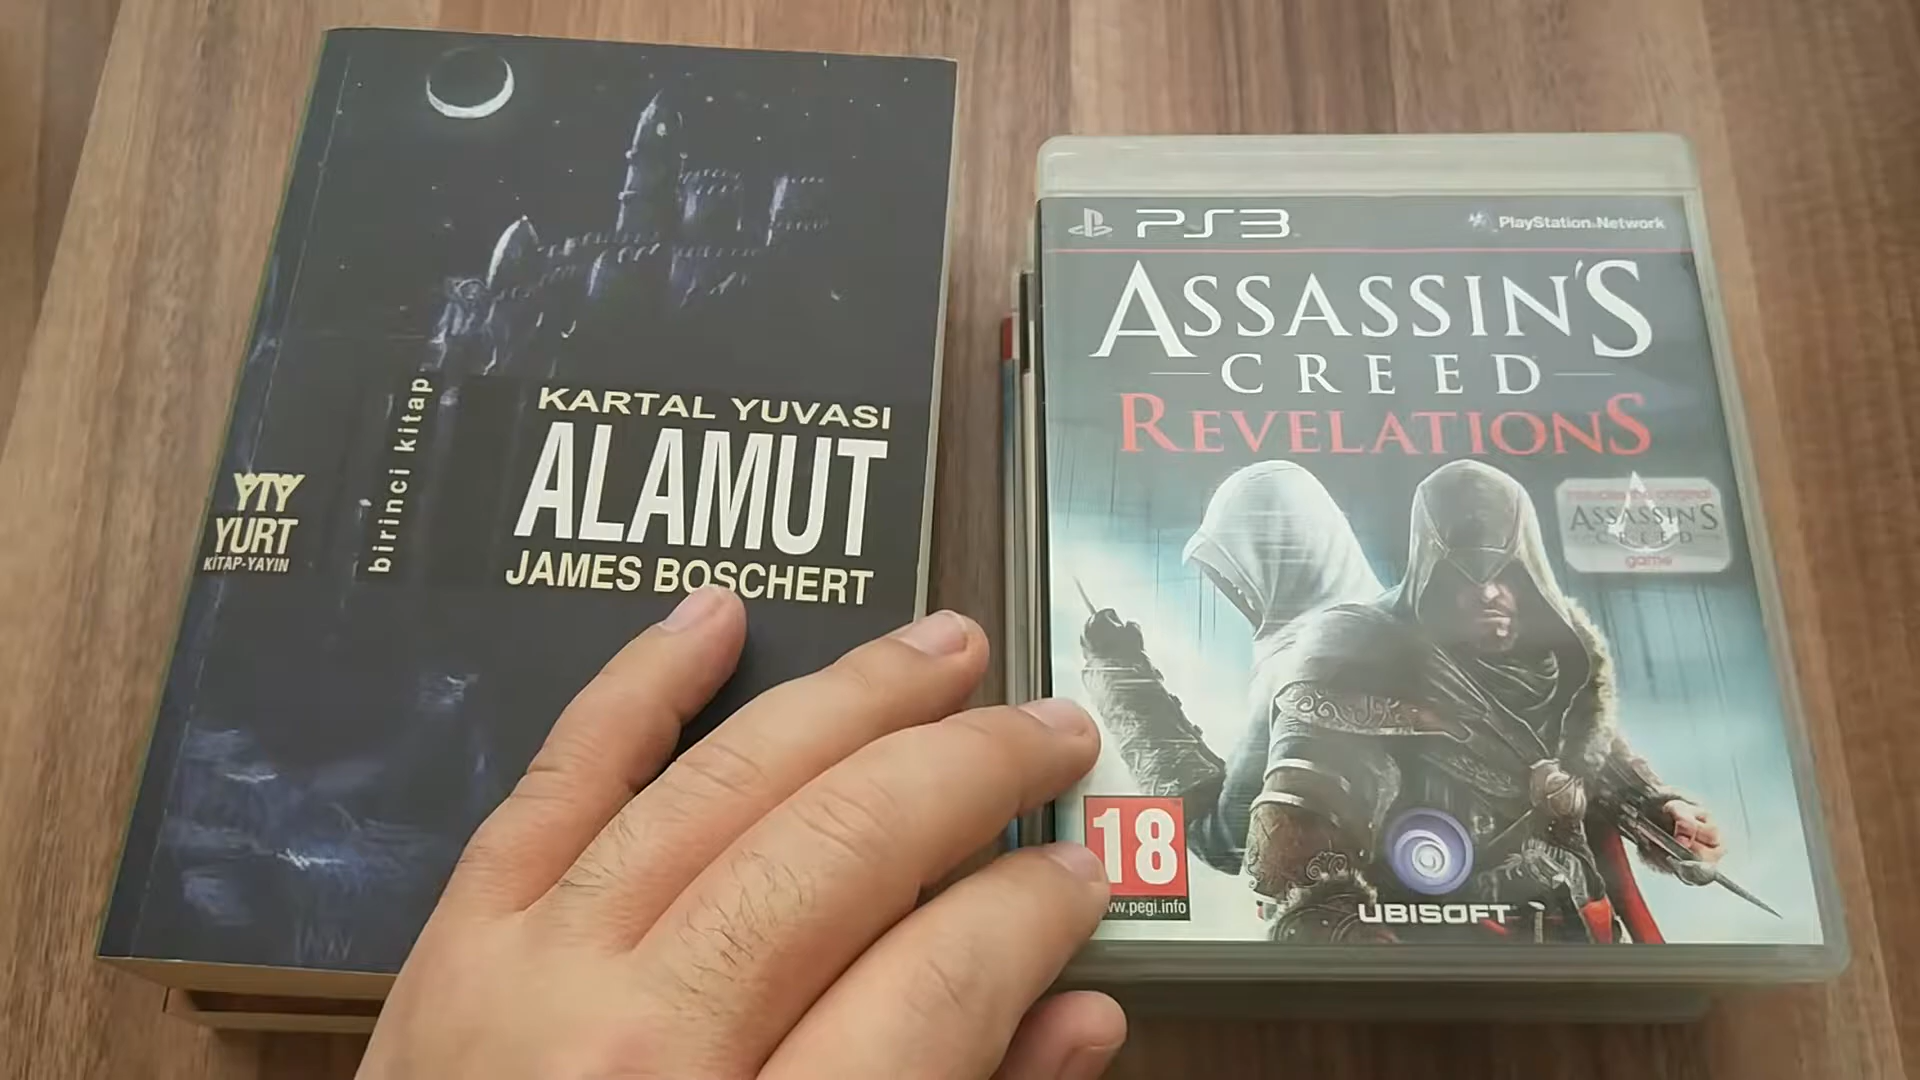 KARTAL YUVASI
ALAMUT
JAMES BOSCHERT
birinci kitap
YTY
YURT
KİTAP-YAYIN
PS3
PlayStation Network
ASSASSIN'S
CREED
REVELATIONS
original
ASSASSIN'S
CREED
game
18
www.pegi.info
UBISOFT